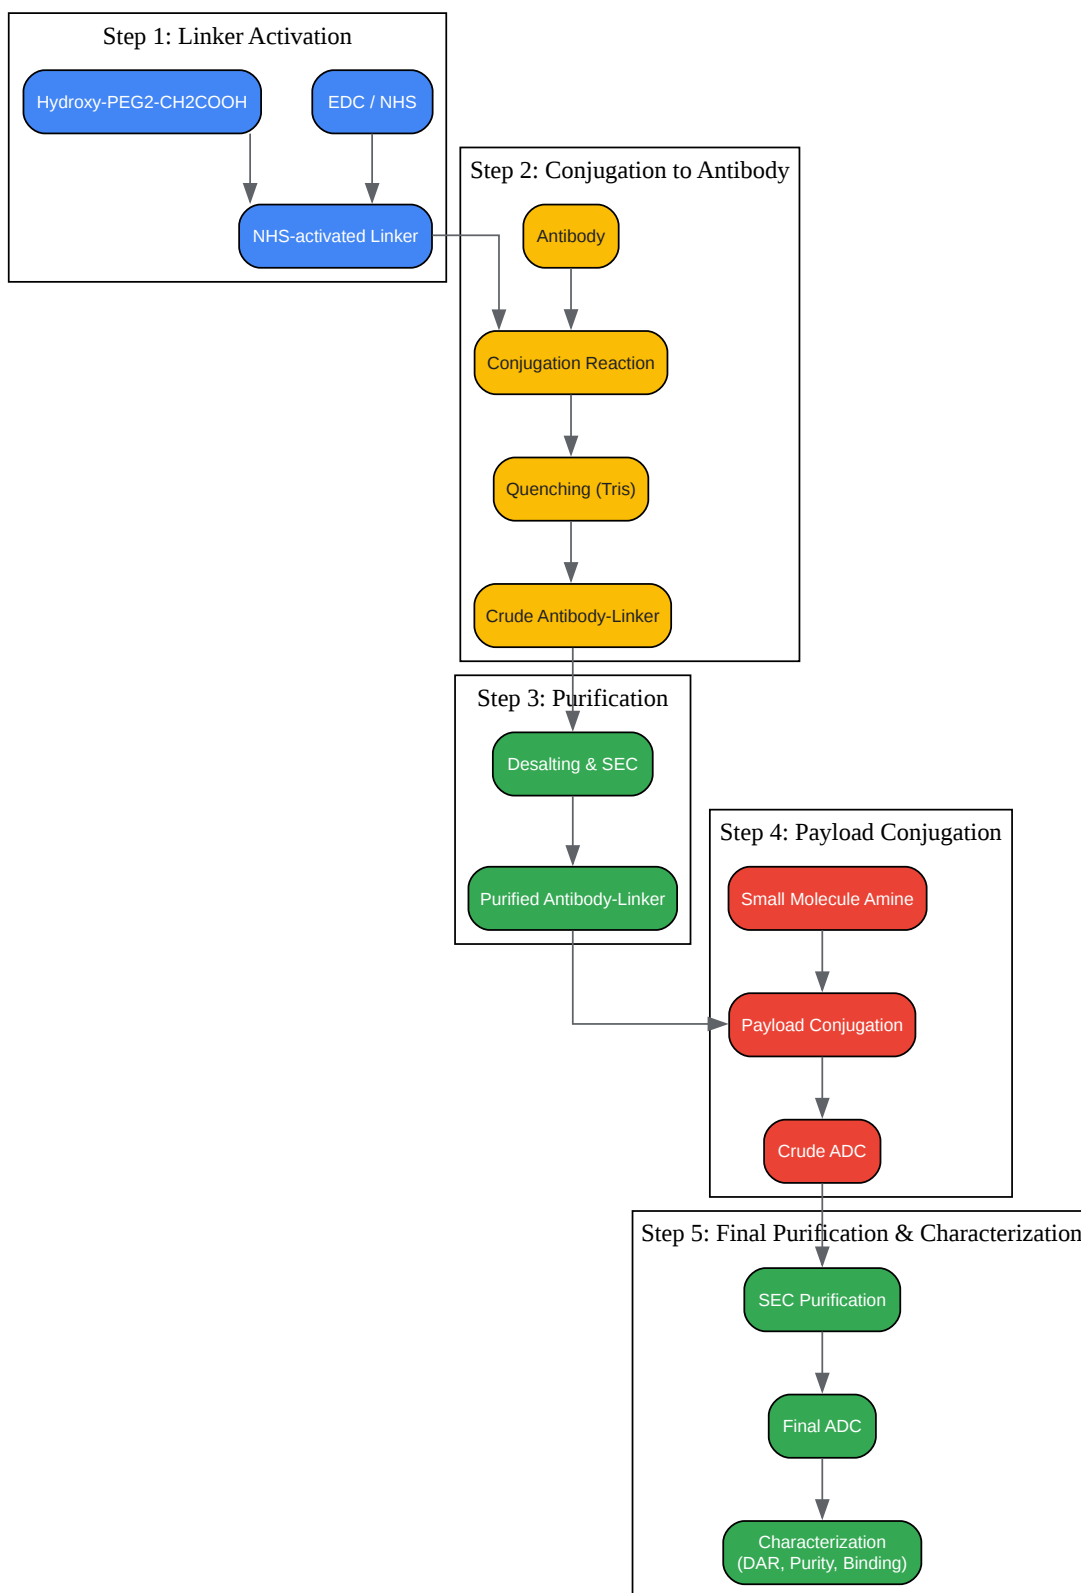 Step 1: Linker Activation
Hydroxy-PEG2-CH2COOH
EDC / NHS
NHS-activated Linker
Step 2: Conjugation to Antibody
Antibody
Conjugation Reaction
Quenching (Tris)
Crude Antibody-Linker
Step 3: Purification
Desalting & SEC
Purified Antibody-Linker
Step 4: Payload Conjugation
Small Molecule Amine
Payload Conjugation
Crude ADC
Step 5: Final Purification & Characterization
SEC Purification
Final ADC
Characterization
(DAR, Purity, Binding)